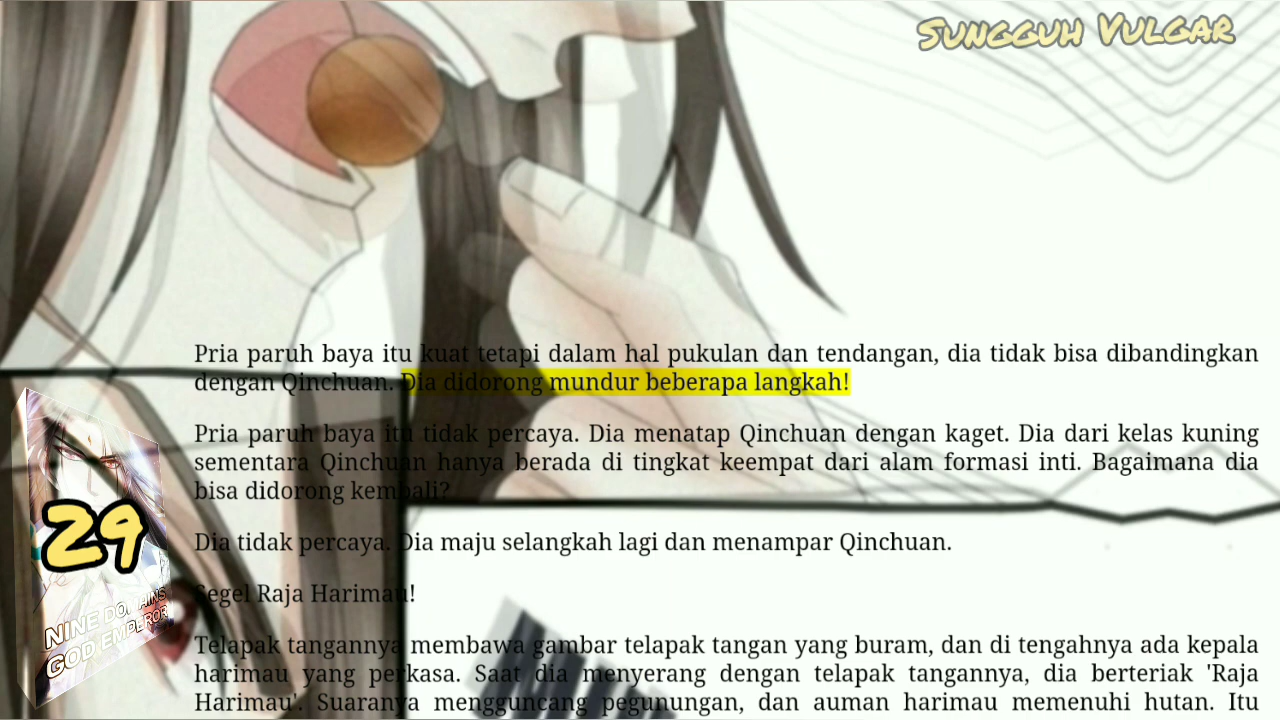 Sungguh Vulgar
Pria paruh baya itu kuat tetapi dalam hal pukulan dan tendangan, dia tidak bisa dibandingkan
dengan Qinchuan. Dia didorong mundur beberapa langkah!
Pria paruh baya itu tidak percaya. Dia menatap Qinchuan dengan kaget. Dia dari kelas kuning
sementara Qinchuan hanya berada di tingkat keempat dari alam formasi inti. Bagaimana dia
bisa didorong kembali?
Dia tidak percaya. Dia maju selangkah lagi dan menampar Qinchuan.
Segel Raja Harimau!
Telapak tangannya membawa gambar telapak tangan yang buram, dan di tengahnya ada kepala
harimau yang perkasa. Saat dia menyerang dengan telapak tangannya, dia berteriak 'Raja
Harimau'. Suaranya mengguncang pegunungan, dan auman harimau memenuhi hutan. Itu
29
NINE DOMAINS
GOD EMPEROR